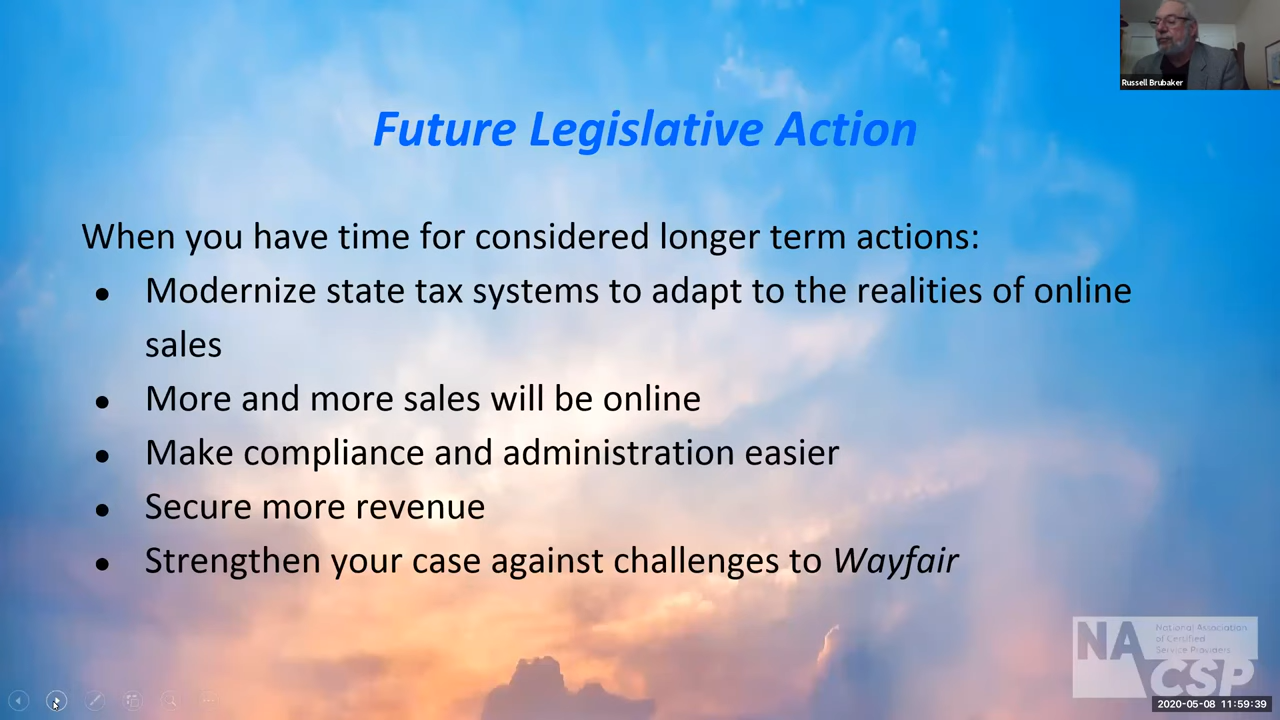 Russell Brubaker
Future Legislative Action
When you have time for considered longer term actions:
● Modernize state tax systems to adapt to the realities of online
sales
● More and more sales will be online
● Make compliance and administration easier
● Secure more revenue
● Strengthen your case against challenges to Wayfair
NA
National Association
of Certified
Service Providers
CSP
2020-05-08 11:59:39